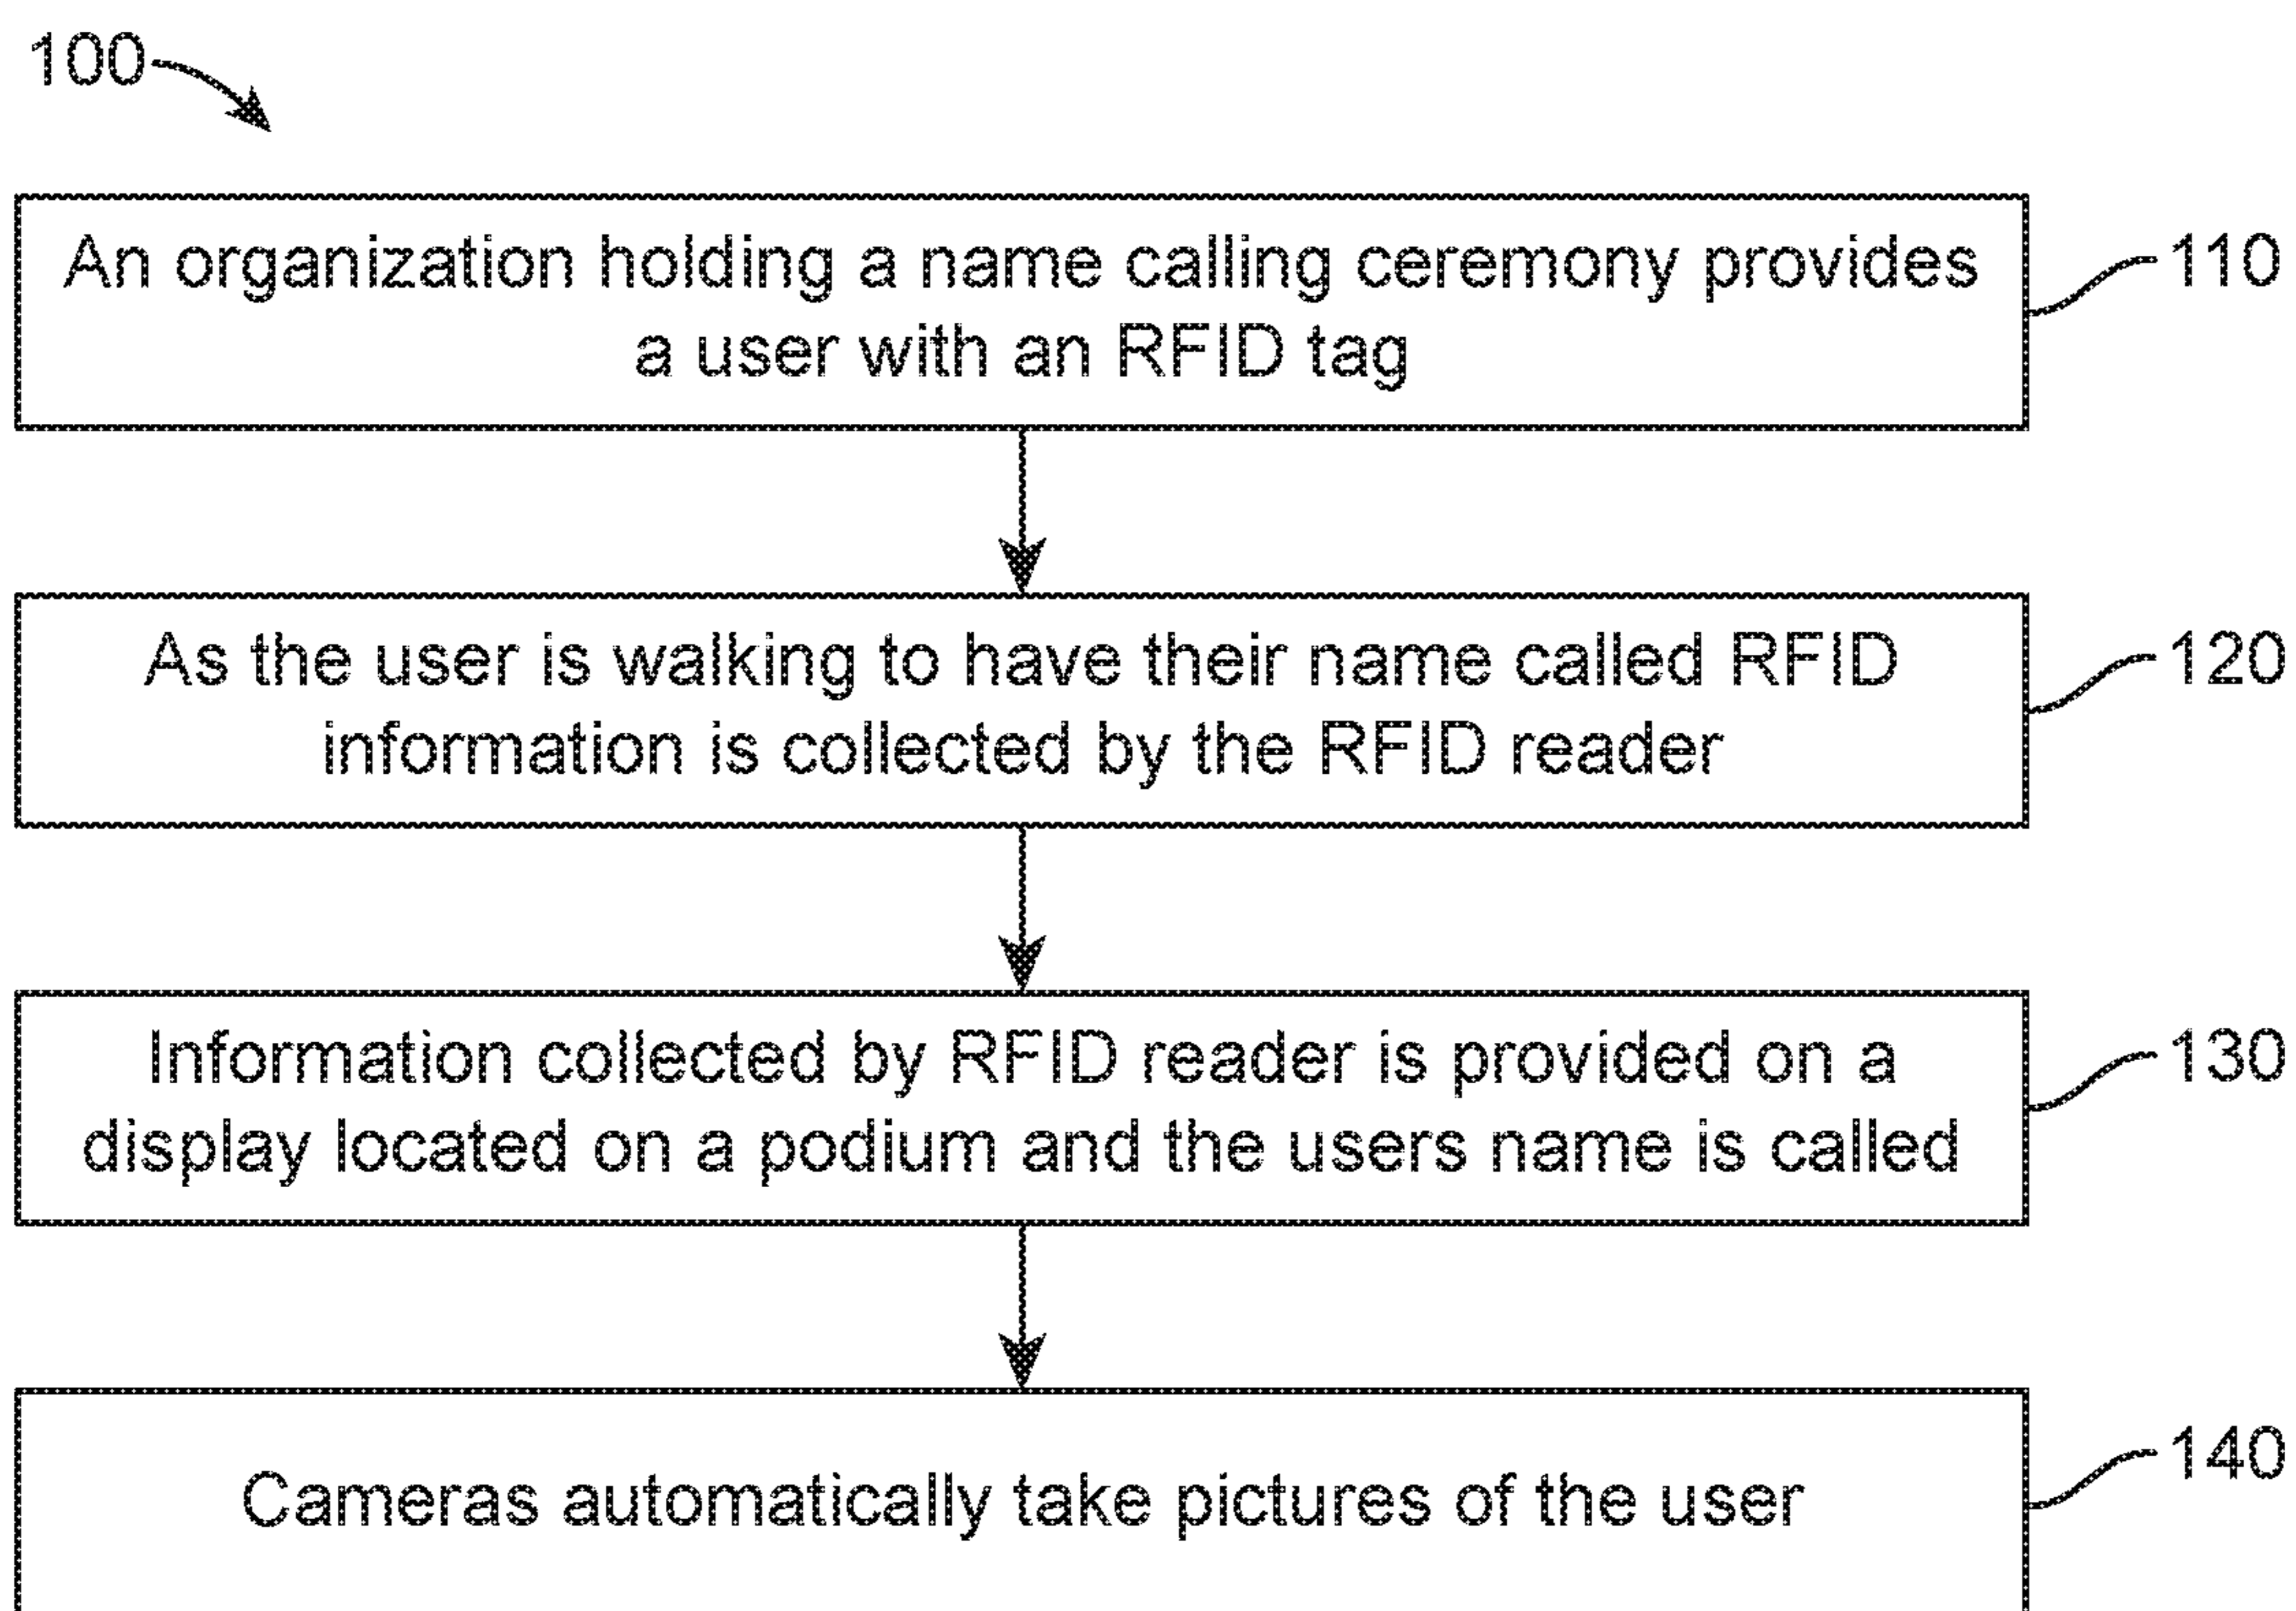 100
An organization holding a name calling ceremony provides
a user with an RFID tag
110
As the user is walking to have their name called RFID
information is collected by the RFID reader
120
Information collected by RFID reader is provided on a
display located on a podium and the users name is called
130
Cameras automatically take pictures of the user
140